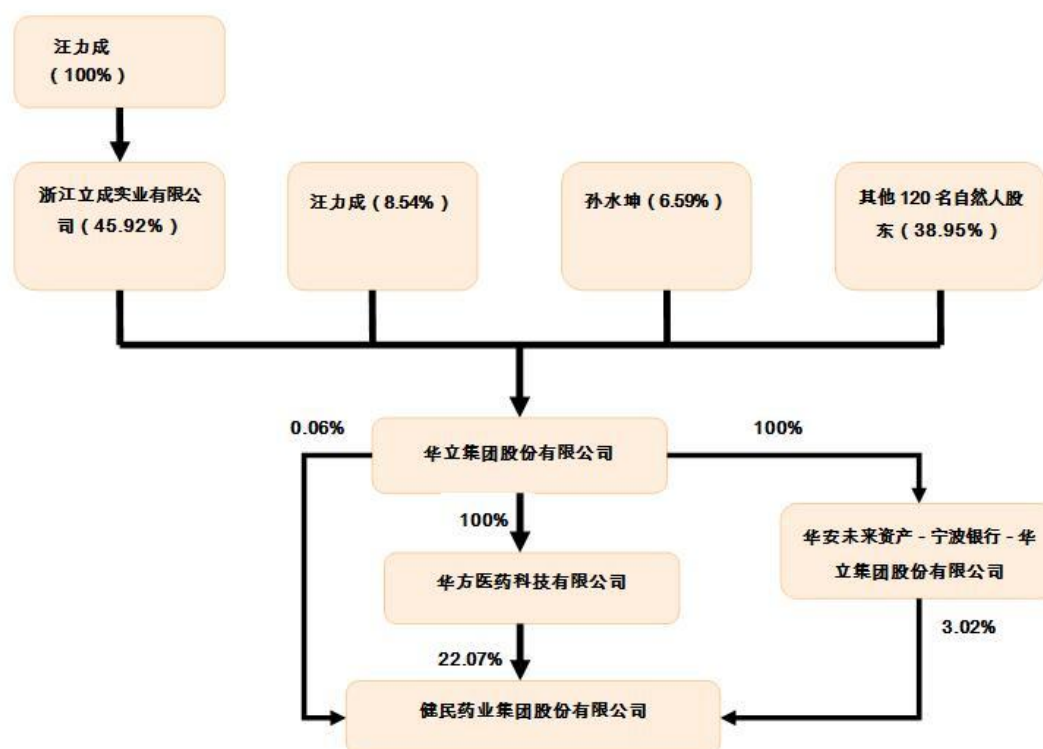 汪力成
（100%）
浙江立成实业有限公
司（45.92%）
汪力成（8.54%）
孙水坤（6.59%）
其他 120 名自然人股
东（38.95%）
0.06%
华立集团股份有限公司
100%
100%
华方医药科技有限公司
华安未来资产－宁波银行－华
立集团股份有限公司
22.07%
3.02%
健民药业集团股份有限公司